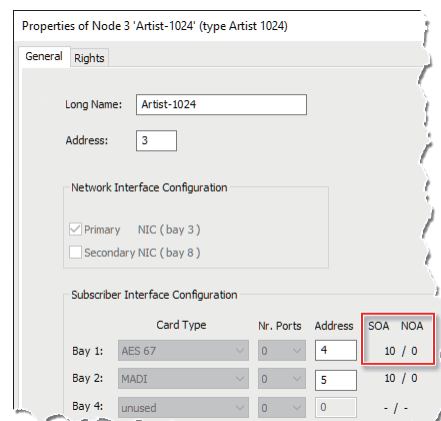 Properties of Node 3 'Artist-1024' (type Artist 1024)
General Rights
Long Name: Artist-1024
Address: 3
Network Interface Configuration
Primary NIC ( bay 3 )
Secondary NIC ( bay 8 )
Subscriber Interface Configuration
Card Type Nr. Ports Address SOA NOA
Bay 1: AES 67 0 4 10 / 0
Bay 2: MADI 0 5 10 / 0
Bay 4: unused 0 0 - / -